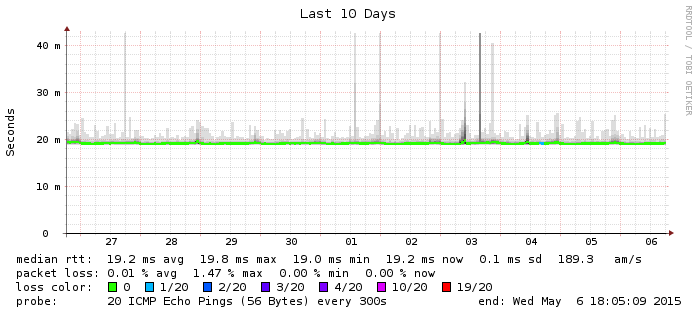 Last 10 Days
RRDTOOL / TOBI OETIKER
Seconds
40 m
30 m
20 m
10 m
0
27 28 29 30 01 02 03 04 05 06
median rtt: 19.2 ms avg 19.8 ms max 19.0 ms min 19.2 ms now 0.1 ms sd 189.3 am/s
packet loss: 0.01 % avg 1.47 % max 0.00 % min 0.00 % now
loss color: 0 1/20 2/20 3/20 4/20 10/20 19/20
probe: 20 ICMP Echo Pings (56 Bytes) every 300s end: Wed May 6 18:05:09 2015